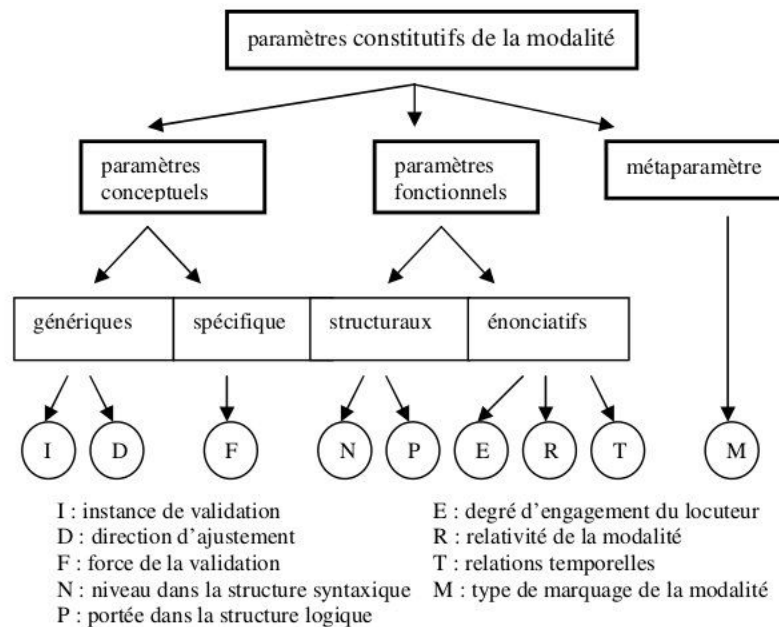 paramètres constitutifs de la modalité
paramètres
conceptuels
paramètres
fonctionnels
métaparamètre
génériques
spécifique
structuraux
énonciatifs
I
D
F
N
P
E
R
T
M
I : instance de validation
D : direction d'ajustement
F : force de la validation
N : niveau dans la structure syntaxique
P : portée dans la structure logique
E : degré d'engagement du locuteur
R : relativité de la modalité
T : relations temporelles
M : type de marquage de la modalité